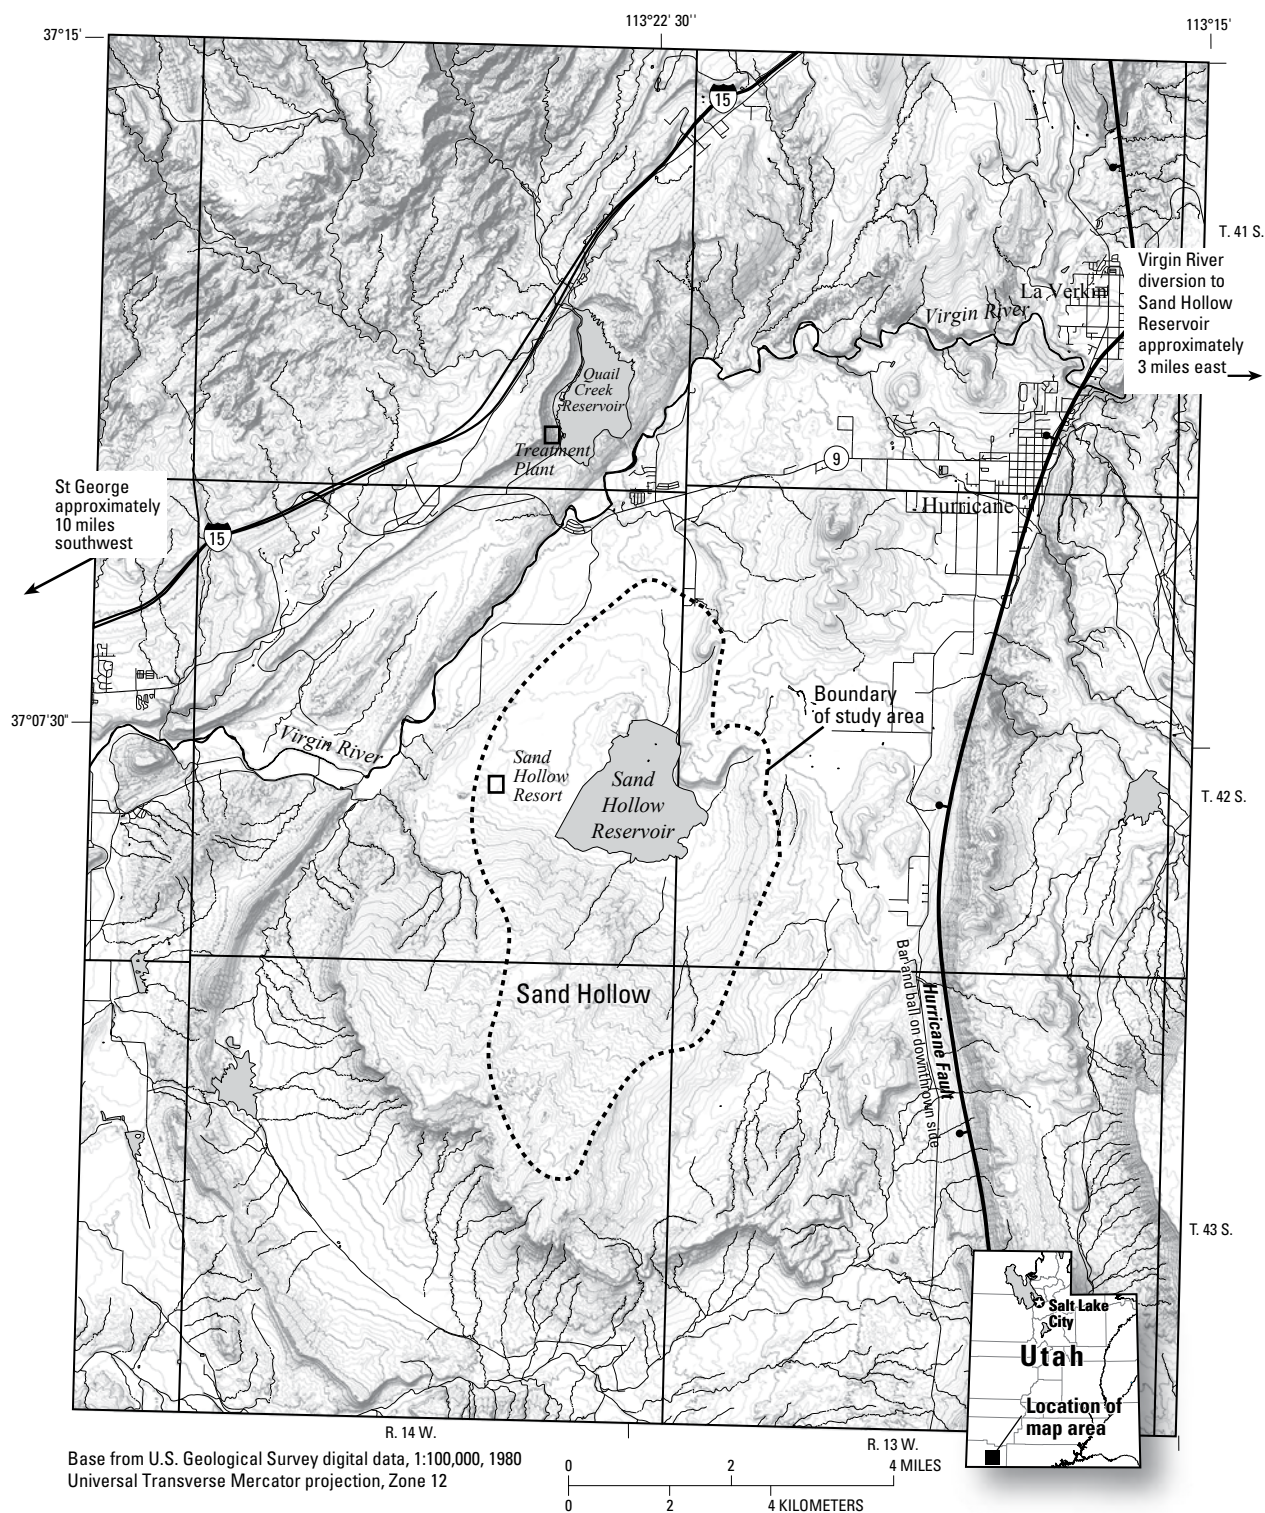 113°22' 30''
113°15'
37°15'
15
T. 41 S.
Virgin River
diversion to
Sand Hollow
Reservoir
approximately
3 miles east
La Verkin
Virgin River
Quail
Creek
Reservoir
Treatment
Plant
9
St George
approximately
10 miles
southwest
Hurricane
15
Boundary
of study area
37°07'30"
Virgin River
Sand
Hollow
Resort
Sand
Hollow
Reservoir
T. 42 S.
Bar and ball on downthrown side
Hurricane Fault
Sand Hollow
T. 43 S.
Salt Lake
City
Utah
Location of
map area
R. 14 W.
R. 13 W.
Base from U.S. Geological Survey digital data, 1:100,000, 1980
Universal Transverse Mercator projection, Zone 12
0 2 4 MILES
0 2 4 KILOMETERS